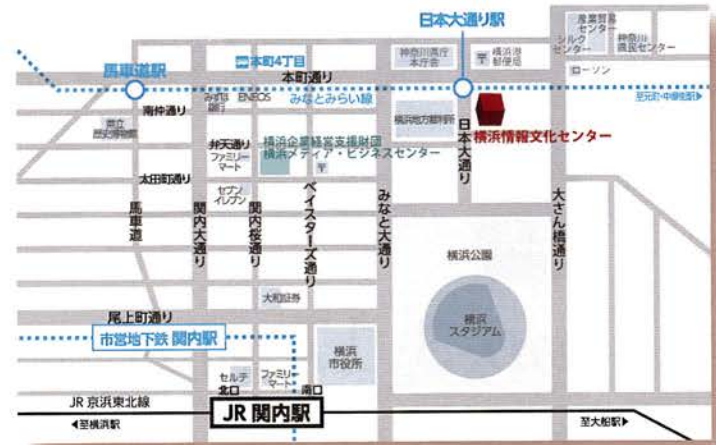 日本大通り駅
産業貿易
センター
シルク
センター
神奈川
県民センター
神奈川県庁
本庁舎
横浜港
郵便局
ローソン
馬車道駅
本町4丁目
本町通り
みずほ
銀行
ENEOS
みなとみらい線
至元町・中華街駅▶
南仲通り
県立
歴史博物館
横浜地方裁判所
日本大通り
横浜情報文化センター
弁天通り
ファミリー
マート
横浜企業経営支援財団
横浜メディア・ビジネスセンター
太田町通り
セブン
イレブン
馬車道
関内大通り
関内桜通り
ベイスターズ通り
みなと大通り
大さん橋通り
横浜公園
大和証券
横浜
スタジアム
尾上町通り
市営地下鉄 関内駅
横浜
市役所
セルテ
ファミリー
マート
北口
南口
JR 京浜東北線
JR 関内駅
◀至横浜駅
至大船駅▶